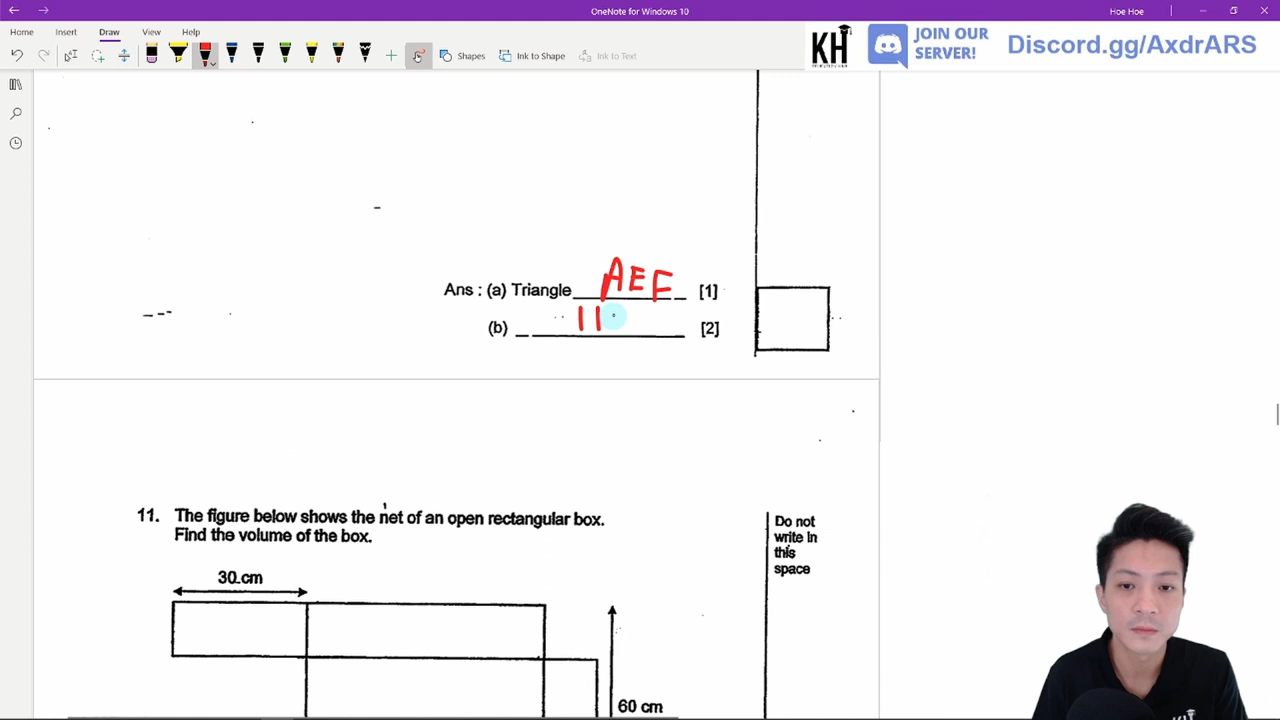 OneNote for Windows 10
Hoe Hoe
Home Insert Draw View Help
Shapes Ink to Shape Ink to Text
KH
JOIN OUR
SERVER!
Discord.gg/AxdrARS
Ans : (a) Triangle AEF [1]
(b) 11 [2]
11. The figure below shows the net of an open rectangular box.
Find the volume of the box.
Do not
write in
this
space
30 cm
60 cm
KH